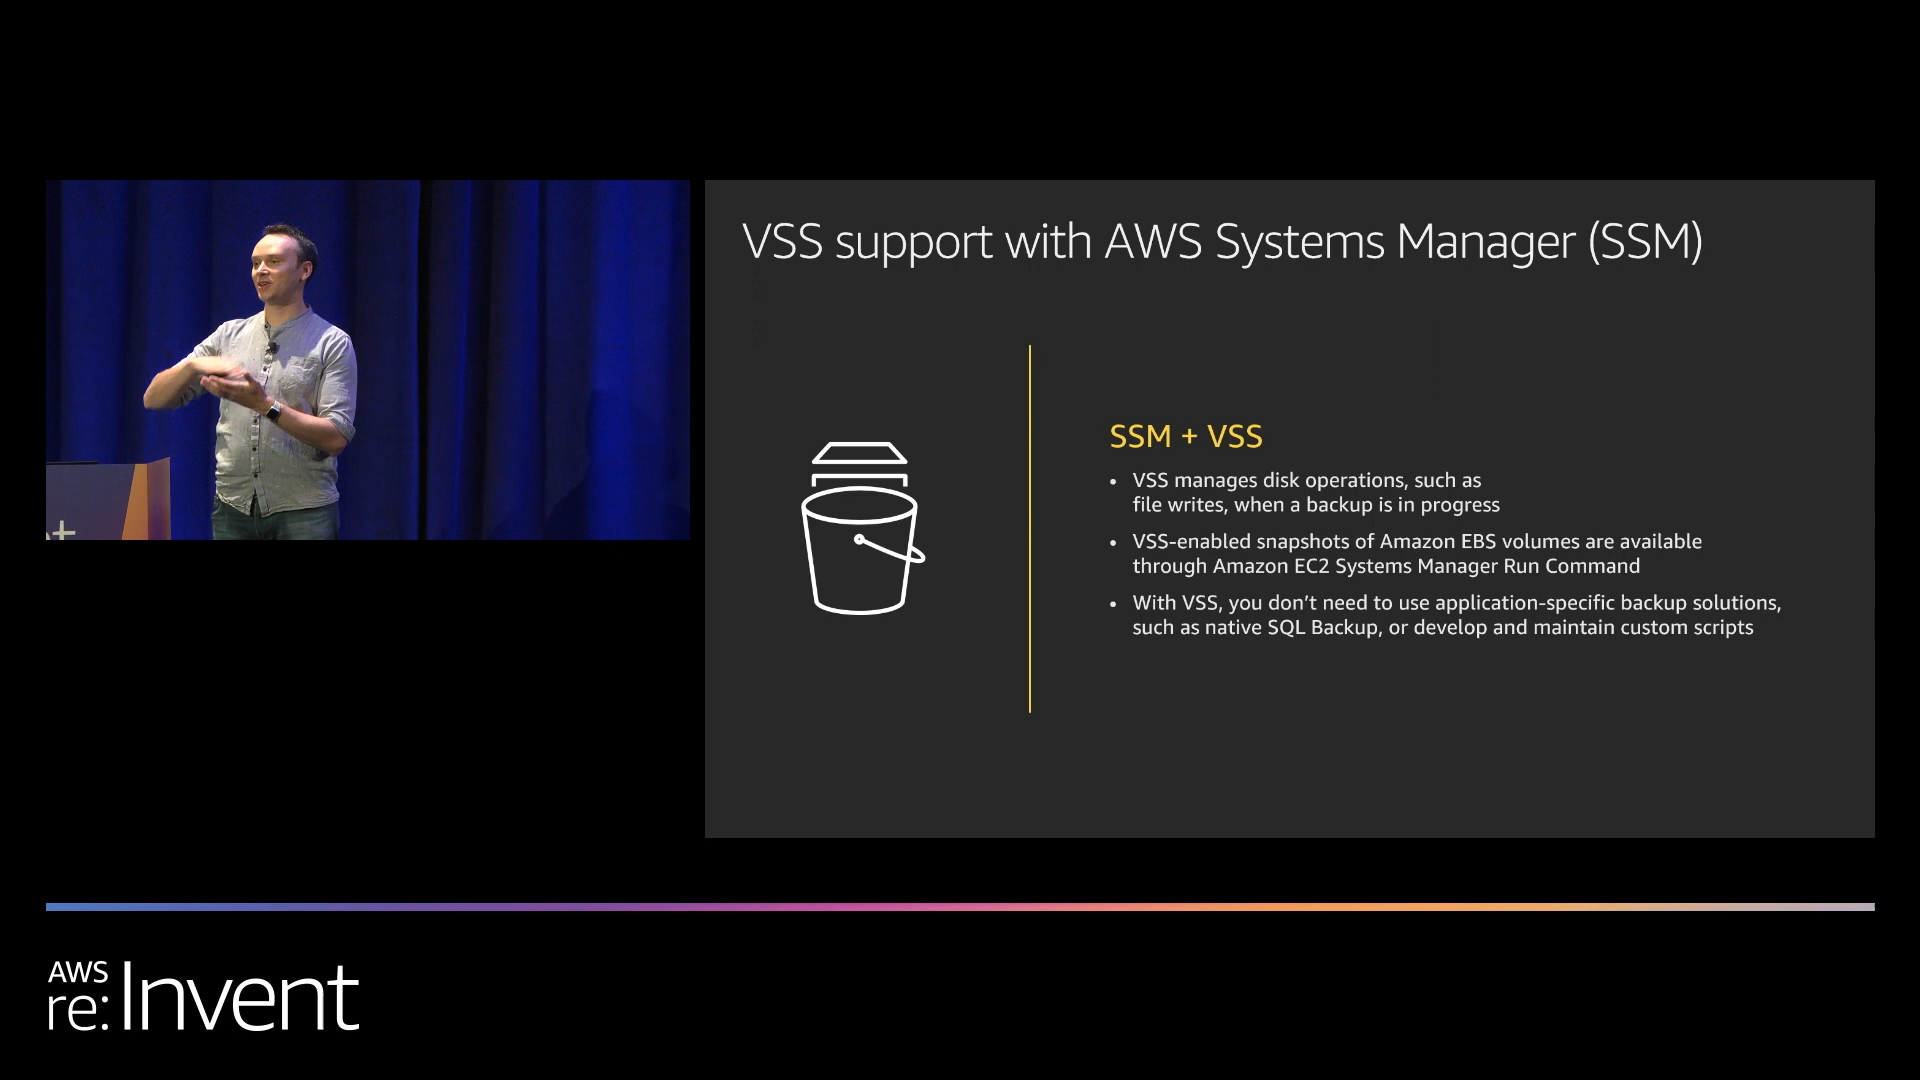 VSS support with AWS Systems Manager (SSM)
SSM + VSS
• VSS manages disk operations, such as
file writes, when a backup is in progress
• VSS-enabled snapshots of Amazon EBS volumes are available
through Amazon EC2 Systems Manager Run Command
• With VSS, you don’t need to use application-specific backup solutions,
such as native SQL Backup, or develop and maintain custom scripts
AWS
re:Invent